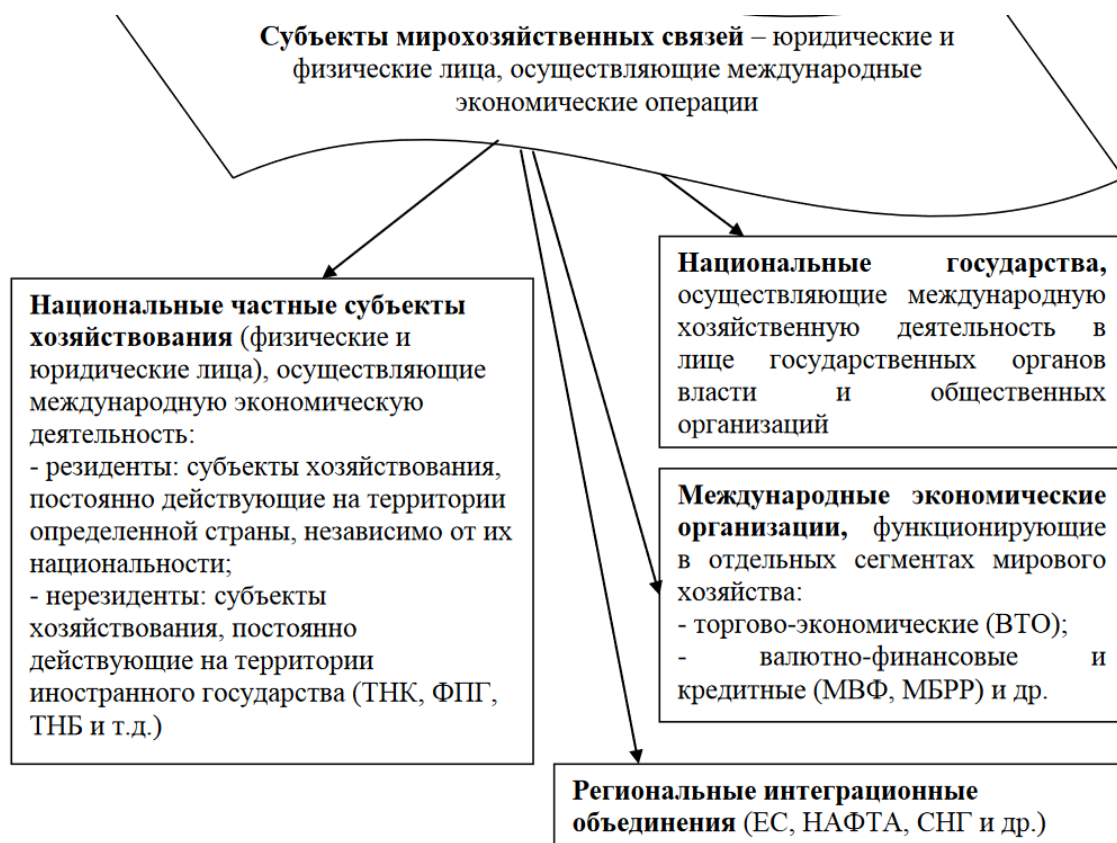 Субъекты мирохозяйственных связей – юридические и
физические лица, осуществляющие международные
экономические операции
Национальные частные субъекты
хозяйствования (физические и
юридические лица), осуществляющие
международную экономическую
деятельность:
- резиденты: субъекты хозяйствования,
постоянно действующие на территории
определенной страны, независимо от их
национальности;
- нерезиденты: субъекты
хозяйствования, постоянно
действующие на территории
иностранного государства (ТНК, ФПГ,
ТНБ и т.д.)
Национальные государства,
осуществляющие международную
хозяйственную деятельность в
лице государственных органов
власти и общественных
организаций
Международные экономические
организации, функционирующие
в отдельных сегментах мирового
хозяйства:
- торгово-экономические (ВТО);
- валютно-финансовые и
кредитные (МВФ, МБРР) и др.
Региональные интеграционные
объединения (ЕС, НАФТА, СНГ и др.)